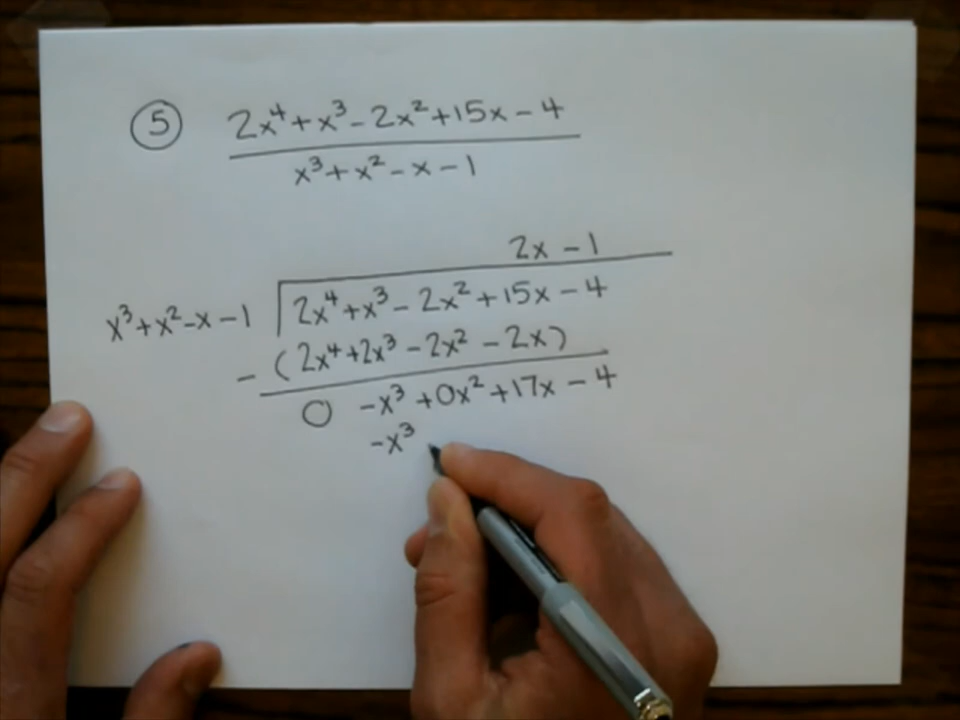 5 2x⁴+x³-2x²+15x-4
x³+x²-x-1
2x-1
x³+x²-x-1 2x⁴+x³-2x²+15x-4
-(2x⁴+2x³-2x²-2x)
0 -x³+0x²+17x-4
-x³